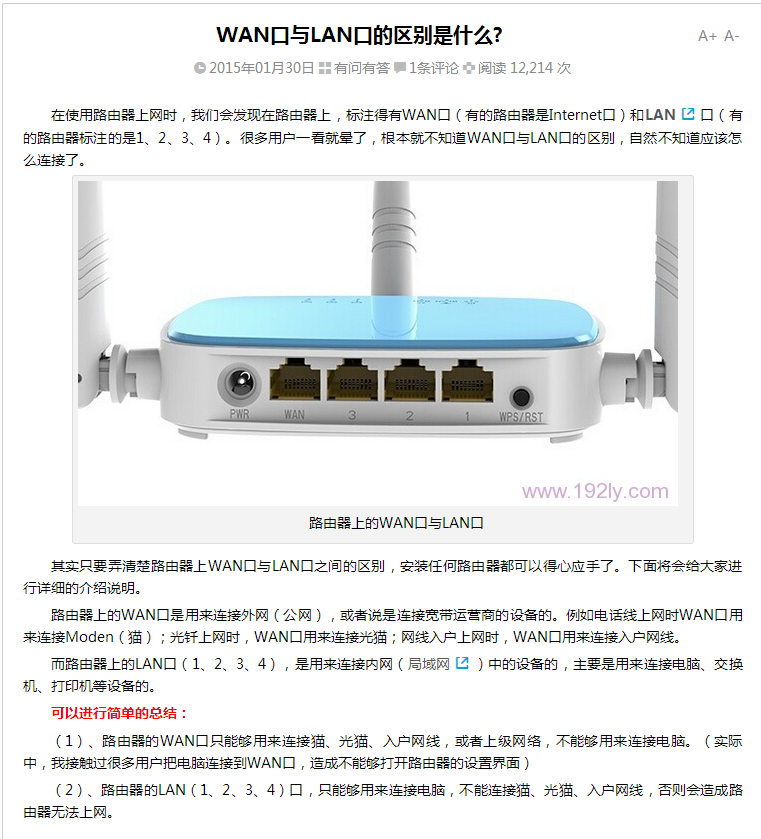 WAN口与LAN口的区别是什么?
A+ A-
2015年01月30日 有问有答 1条评论 阅读 12,214 次
在使用路由器上网时，我们会发现在路由器上，标注得有WAN口（有的路由器是Internet口）和LAN 口（有
的路由器标注的是1、2、3、4）。很多用户一看就晕了，根本就不知道WAN口与LAN口的区别，自然不知道应该怎
么连接了。
PWR WAN 3 2 1 WPS/RST
www.192ly.com
路由器上的WAN口与LAN口
其实只要弄清楚路由器上WAN口与LAN口之间的区别，安装任何路由器都可以得心应手了。下面将会给大家进
行详细的介绍说明。
路由器上的WAN口是用来连接外网（公网），或者说是连接宽带运营商的设备的。例如电话线上网时WAN口用
来连接Moden（猫）；光钎上网时，WAN口用来连接光猫；网线入户上网时，WAN口用来连接入户网线。
而路由器上的LAN口（1、2、3、4），是用来连接内网（局域网 ）中的设备的，主要是用来连接电脑、交换
机、打印机等设备的。
可以进行简单的总结：
（1）、路由器的WAN口只能够用来连接猫、光猫、入户网线，或者上级网络，不能够用来连接电脑。（实际
中，我接触过很多用户把电脑连接到WAN口，造成不能够打开路由器的设置界面）
（2）、路由器的LAN（1、2、3、4）口，只能够用来连接电脑，不能连接猫、光猫、入户网线，否则会造成路
由器无法上网。